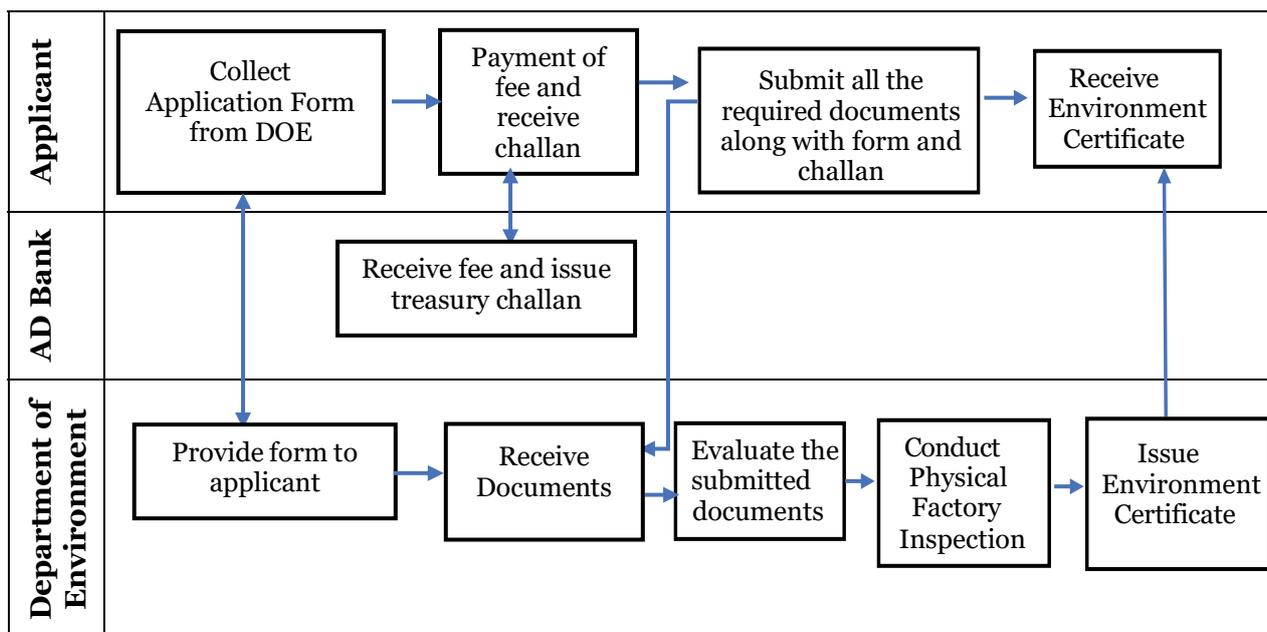 Applicant
Collect
Application Form
from DOE
Payment of
fee and
receive
challan
Submit all the
required documents
along with form and
challan
Receive
Environment
Certificate
AD Bank
Receive fee and issue
treasury challan
Department of
Environment
Provide form to
applicant
Receive
Documents
Evaluate the
submitted
documents
Conduct
Physical
Factory
Inspection
Issue
Environment
Certificate